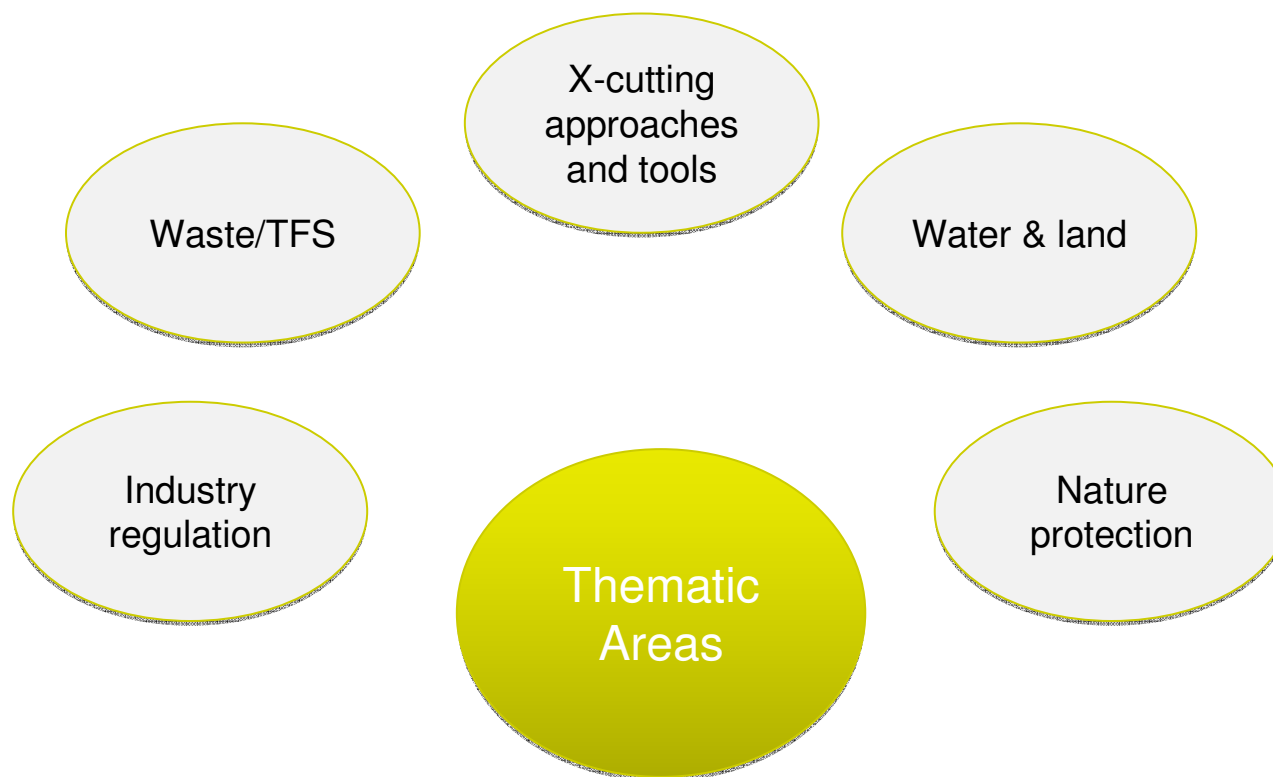 X-cutting
approaches
and tools
Waste/TFS
Water & land
Industry
regulation
Nature
protection
Thematic
Areas